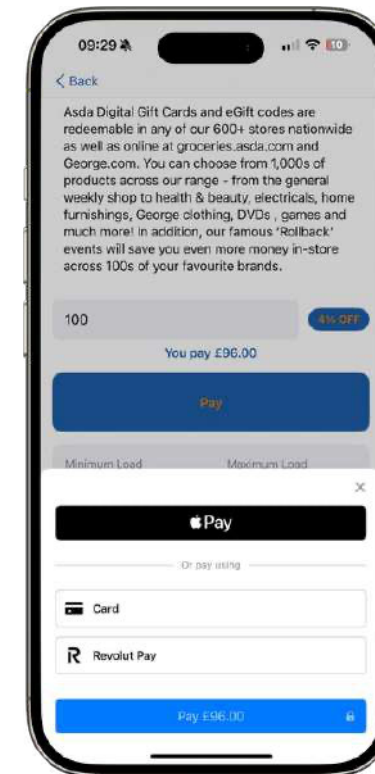 09:29
10
Back
Asda Digital Gift Cards and eGift codes are
redeemable in any of our 600+ stores nationwide
as well as online at groceries.asda.com and
George.com. You can choose from 1,000s of
products across our range - from the general
weekly shop to health & beauty, electricals, home
furnishings, George clothing, DVDs , games and
much more! In addition, our famous 'Rollback'
events will save you even more money in-store
across 100s of your favourite brands.
100
4% OFF
You pay £96.00
Pay
Minimum Load Maximum Load
Pay
Or pay using
Card
Revolut Pay
Pay £96.00